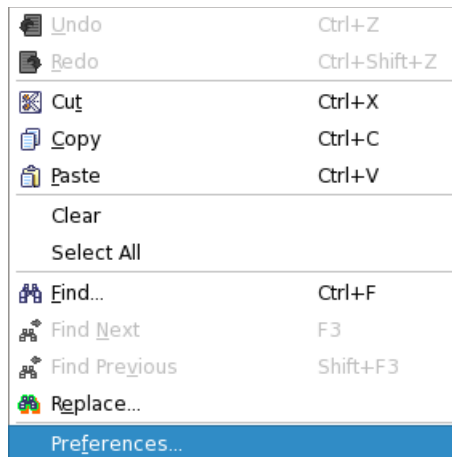 Undo Ctrl+Z
Redo Ctrl+Shift+Z
Cut Ctrl+X
Copy Ctrl+C
Paste Ctrl+V
Clear
Select All
Find... Ctrl+F
Find Next F3
Find Previous Shift+F3
Replace...
Preferences...